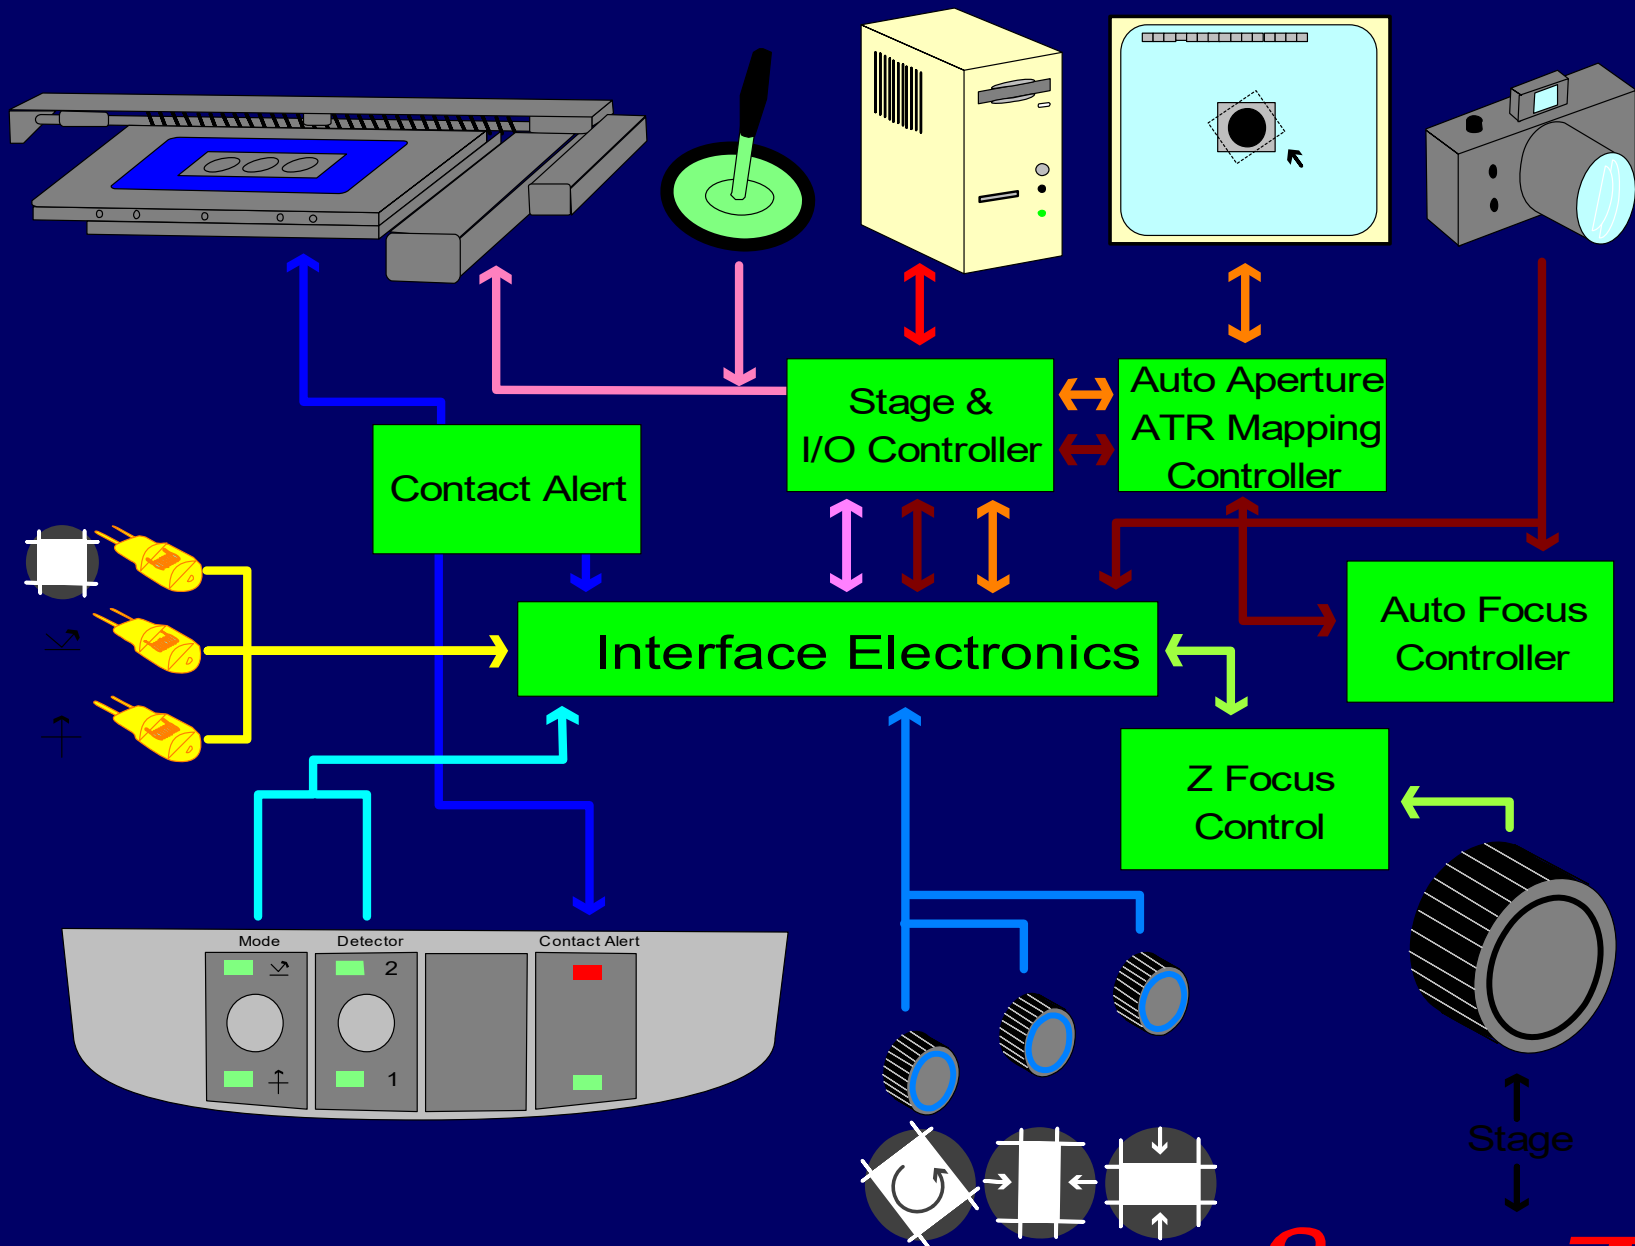 Stage &
I/O Controller
Auto Aperture
ATR Mapping
Controller
Contact Alert
Interface Electronics
Auto Focus
Controller
Z Focus
Control
Mode
Detector
Contact Alert
2
1
Stage